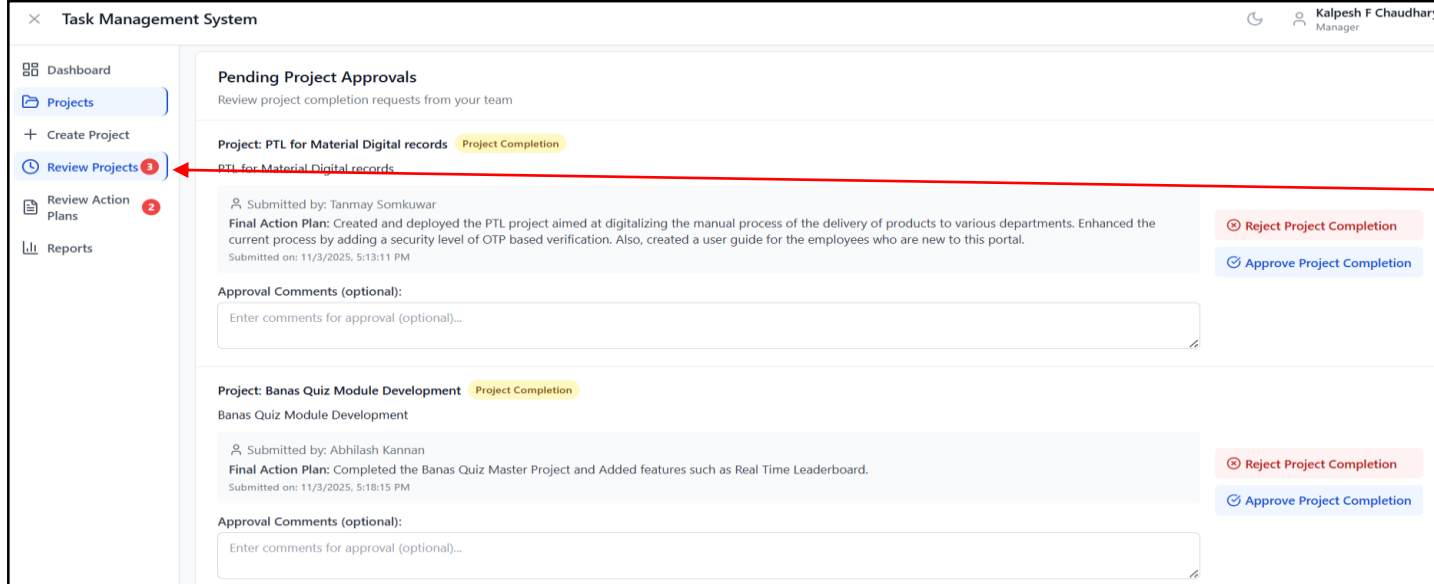 Task Management System
Kalpesh F Chaudhary
Manager
Dashboard
Projects
Create Project
Review Projects 3
Review Action
Plans 2
Reports
Pending Project Approvals
Review project completion requests from your team
Project: PTL for Material Digital records Project Completion
PTL for Material Digital records
Submitted by: Tanmay Somkuwar
Final Action Plan: Created and deployed the PTL project aimed at digitalizing the manual process of the delivery of products to various departments. Enhanced the
current process by adding a security level of OTP based verification. Also, created a user guide for the employees who are new to this portal.
Submitted on: 11/3/2025, 5:13:11 PM
Reject Project Completion
Approve Project Completion
Approval Comments (optional):
Enter comments for approval (optional)...
Project: Banas Quiz Module Development Project Completion
Banas Quiz Module Development
Submitted by: Abhilash Kannan
Final Action Plan: Completed the Banas Quiz Master Project and Added features such as Real Time Leaderboard.
Submitted on: 11/3/2025, 5:18:15 PM
Reject Project Completion
Approve Project Completion
Approval Comments (optional):
Enter comments for approval (optional)...